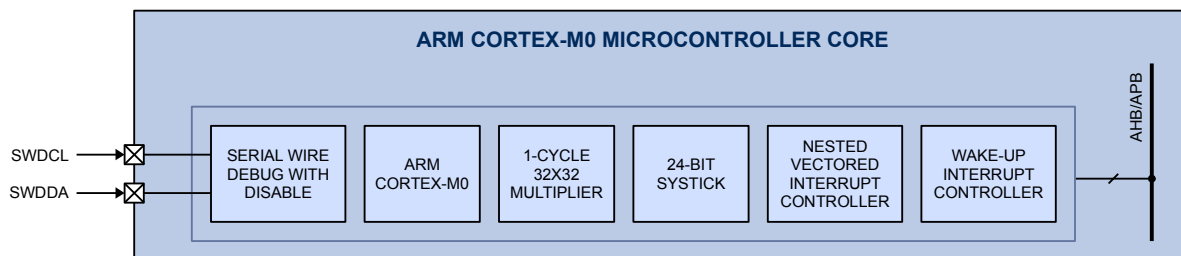 ARM CORTEX-M0 MICROCONTROLLER CORE
AHB/APB
SWDCL
SWDDA
SERIAL WIRE
DEBUG WITH
DISABLE
ARM
CORTEX-M0
1-CYCLE
32X32
MULTIPLIER
24-BIT
SYSTICK
NESTED
VECTORED
INTERRUPT
CONTROLLER
WAKE-UP
INTERRUPT
CONTROLLER